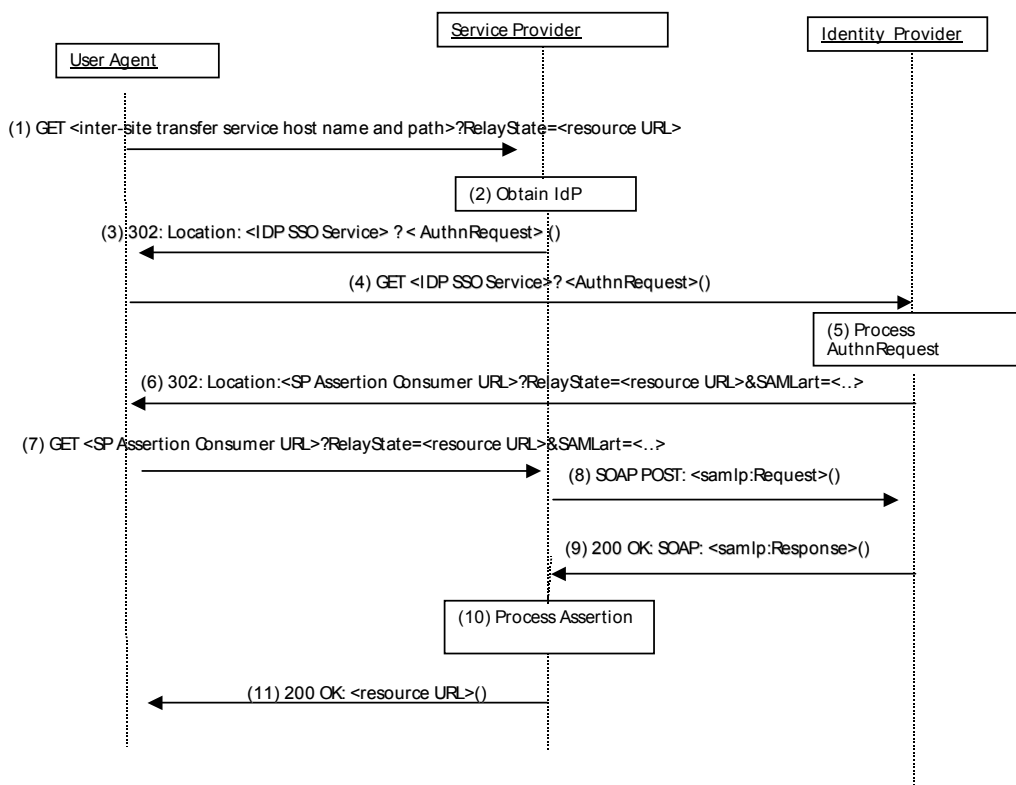 Service Provider
Identity Provider
User Agent
(1) GET <inter-site transfer service host name and path>?RelayState=<resource URL>
(2) Obtain IdP
(3) 302: Location: <IDP SSO Service> ? < AuthnRequest> ()
(4) GET <IDP SSO Service>? <AuthnRequest>()
(5) Process
AuthnRequest
(6) 302: Location:<SP Assertion Consumer URL>?RelayState=<resource URL>&SAMLart=<..>
(7) GET <SP Assertion Consumer URL>?RelayState=<resource URL>&SAMLart=<..>
(8) SOAP POST: <samlp:Request>()
(9) 200 OK: SOAP: <samlp:Response>()
(10) Process Assertion
(11) 200 OK: <resource URL>()